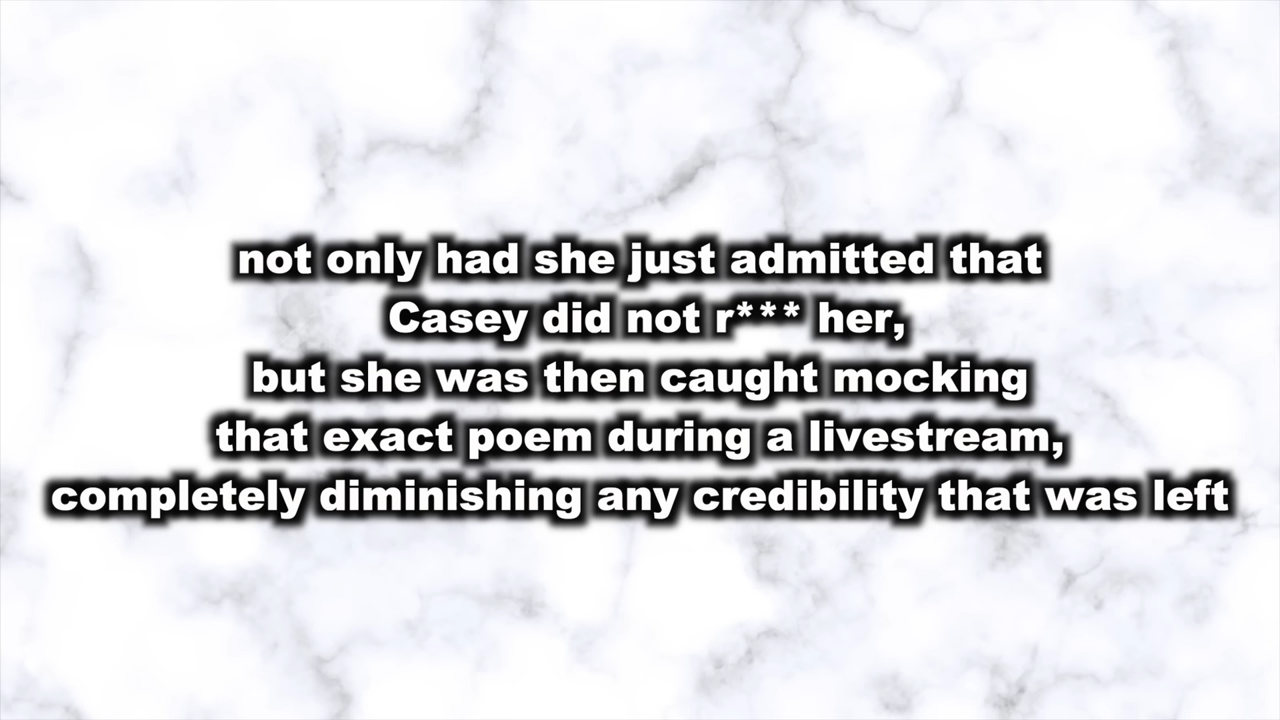 not only had she just admitted that
Casey did not r*** her,
but she was then caught mocking
that exact poem during a livestream,
completely diminishing any credibility that was left